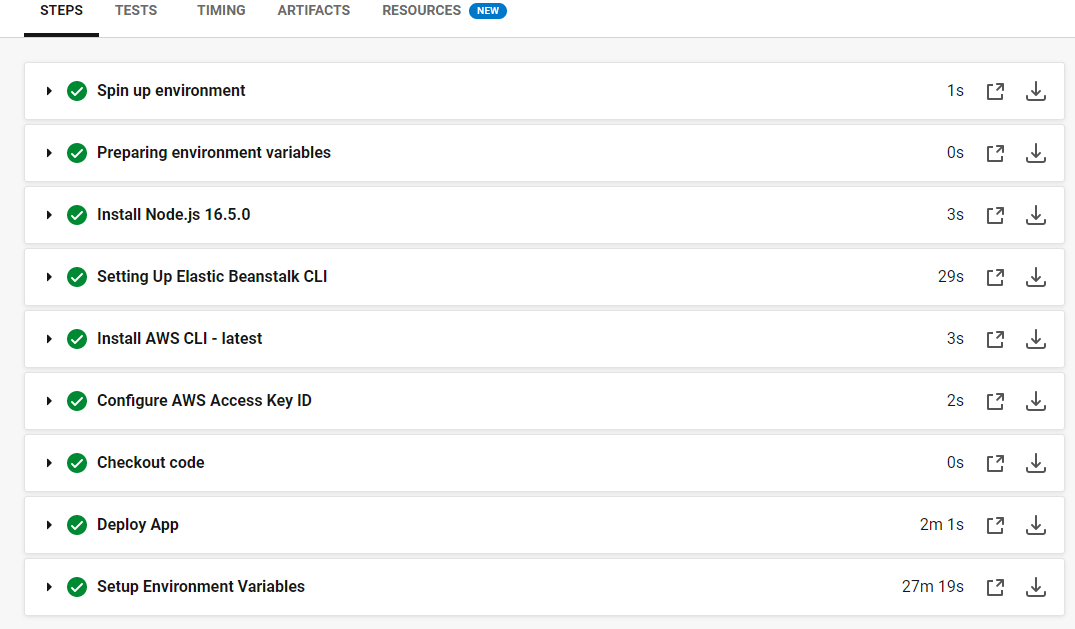 STEPS TESTS TIMING ARTIFACTS RESOURCES NEW
Spin up environment 1s
Preparing environment variables 0s
Install Node.js 16.5.0 3s
Setting Up Elastic Beanstalk CLI 29s
Install AWS CLI - latest 3s
Configure AWS Access Key ID 2s
Checkout code 0s
Deploy App 2m 1s
Setup Environment Variables 27m 19s